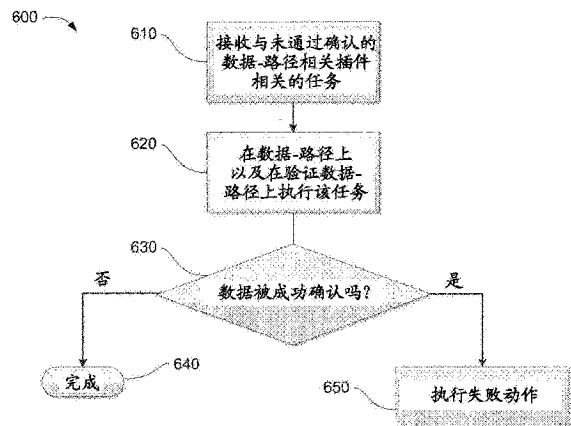 600
610
接收与未通过确认的
数据-路径相关插件
相关的任务
620
在数据-路径上
以及在验证数据-
路径上执行该任务
630
数据被成功确认吗?
否
是
完成
640
650
执行失败动作